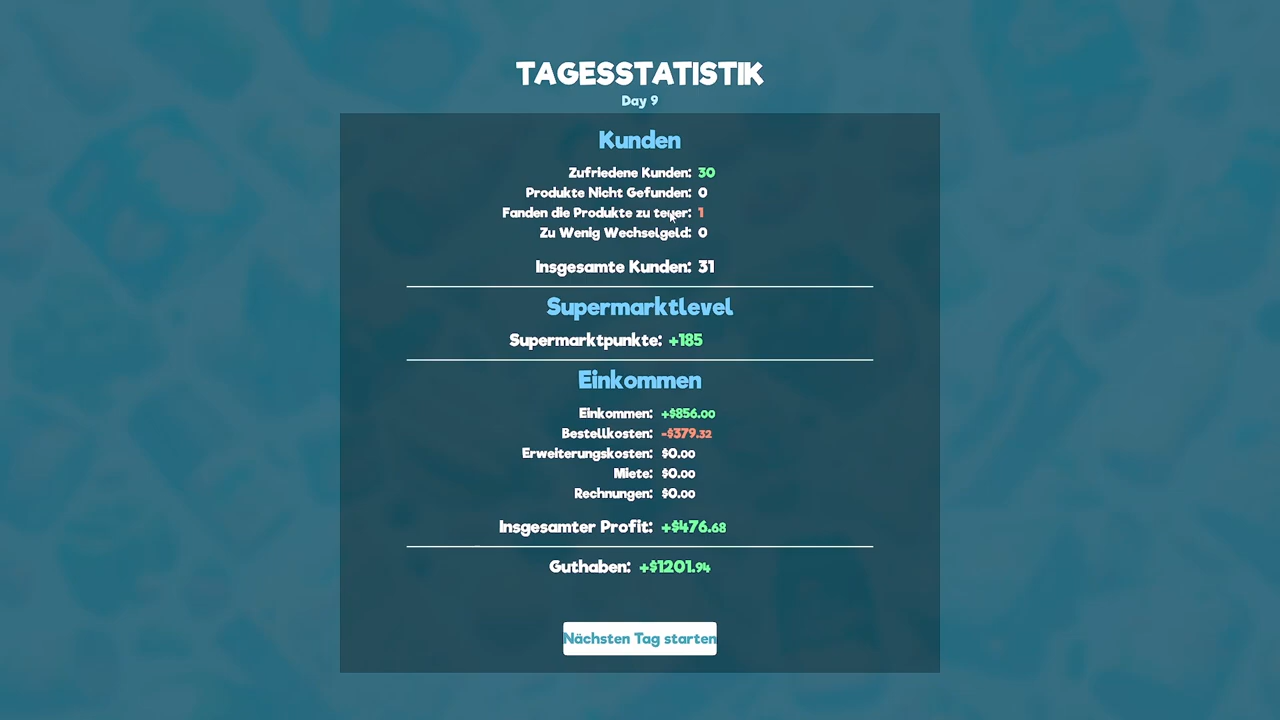 TAGESSTATISTIK
Day 9
Kunden
Zufriedene Kunden: 30
Produkte Nicht Gefunden: 0
Fanden die Produkte zu teuer: 1
Zu Wenig Wechselgeld: 0
Insgesamte Kunden: 31
Supermarktlevel
Supermarktpunkte: +185
Einkommen
Einkommen: +$856.00
Bestellkosten: -$379.32
Erweiterungskosten: $0.00
Miete: $0.00
Rechnungen: $0.00
Insgesamter Profit: +$476.68
Guthaben: +$1201.94
Nächsten Tag starten